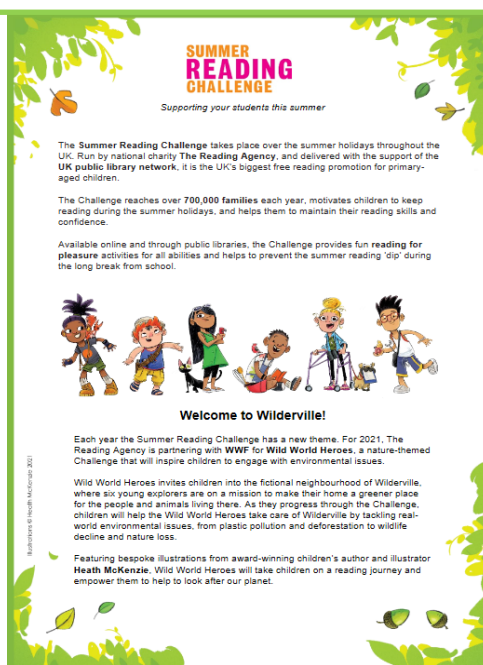 SUMMER
READING
CHALLENGE
Supporting your students this summer
The Summer Reading Challenge takes place over the summer holidays throughout the
UK. Run by national charity The Reading Agency, and delivered with the support of the
UK public library network, it is the UK's biggest free reading promotion for primary-
aged children.
The Challenge reaches over 700,000 families each year, motivates children to keep
reading during the summer holidays, and helps them to maintain their reading skills and
confidence.
Available online and through public libraries, the Challenge provides fun reading for
pleasure activities for all abilities and helps to prevent the summer reading 'dip' during
the long break from school.
Welcome to Wilderville!
Each year the Summer Reading Challenge has a new theme. For 2021, The
Reading Agency is partnering with WWF for Wild World Heroes, a nature-themed
Challenge that will inspire children to engage with environmental issues.
Wild World Heroes invites children into the fictional neighbourhood of Wilderville,
where six young explorers are on a mission to make their home a greener place
for the people and animals living there. As they progress through the Challenge,
children will help the Wild World Heroes take care of Wilderville by tackling real-
world environmental issues, from plastic pollution and deforestation to wildlife
decline and nature loss.
Featuring bespoke illustrations from award-winning children's author and illustrator
Heath McKenzie, Wild World Heroes will take children on a reading journey and
empower them to help to look after our planet.
Illustrations © Heath McKenzie 2021